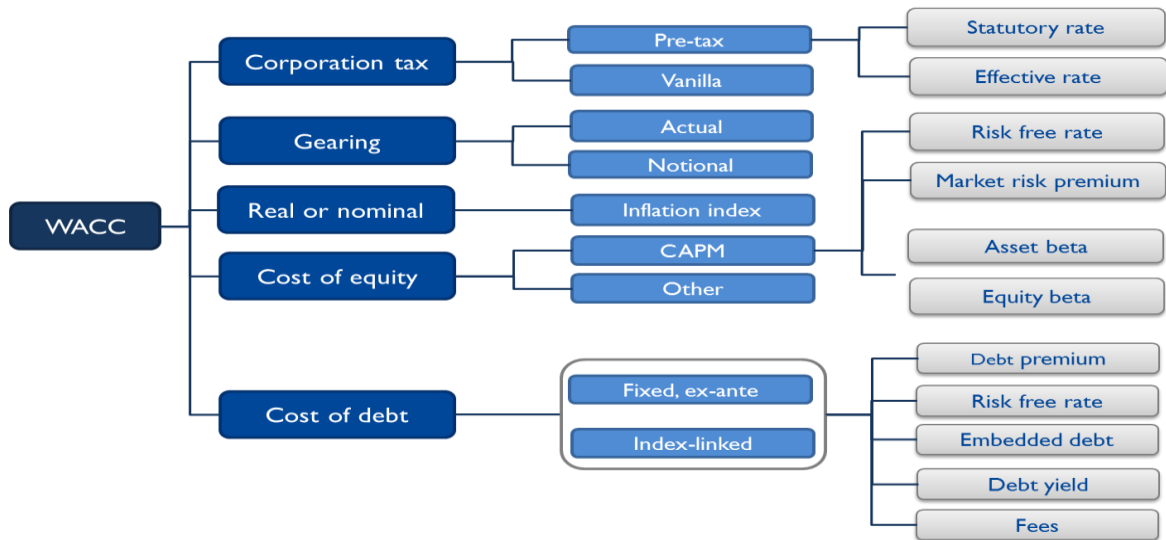 WACC
Corporation tax
Pre-tax
Statutory rate
Effective rate
Vanilla
Gearing
Actual
Notional
Real or nominal
Inflation index
Cost of equity
CAPM
Risk free rate
Market risk premium
Asset beta
Equity beta
Other
Cost of debt
Fixed, ex-ante
Index-linked
Debt premium
Risk free rate
Embedded debt
Debt yield
Fees